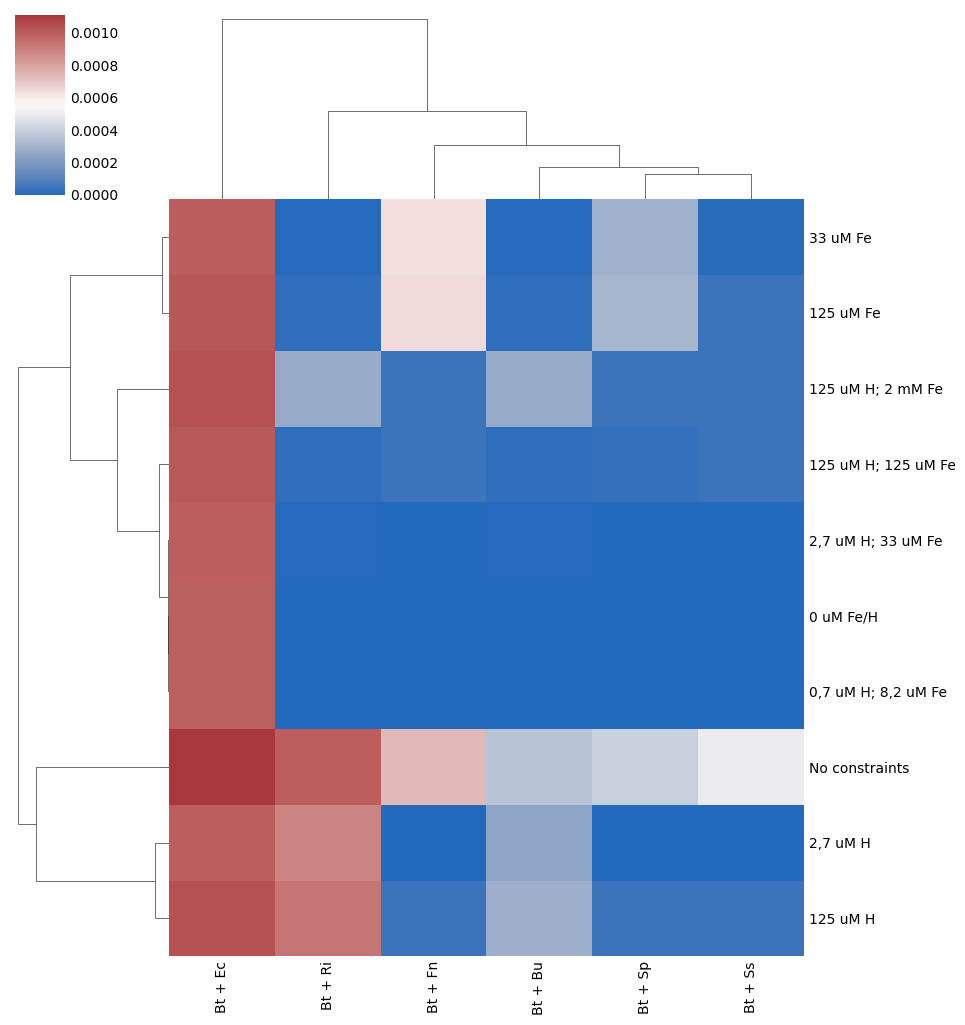 0.0010
0.0008
0.0006
0.0004
0.0002
0.0000
33 uM Fe
125 uM Fe
125 uM H; 2 mM Fe
125 uM H; 125 uM Fe
2,7 uM H; 33 uM Fe
0 uM Fe/H
0,7 uM H; 8,2 uM Fe
No constraints
2,7 uM H
125 uM H
Bt + Ec
Bt + Ri
Bt + Fn
Bt + Bu
Bt + Sp
Bt + Ss